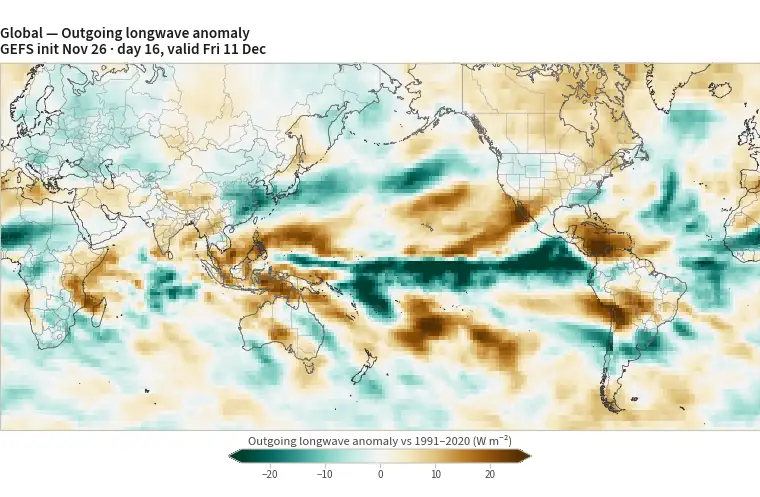 Global — Outgoing longwave anomaly
GEFS init Nov 26 · day 16, valid Fri 11 Dec
Outgoing longwave anomaly vs 1991–2020 (W m⁻²)
−20 −10 0 10 20